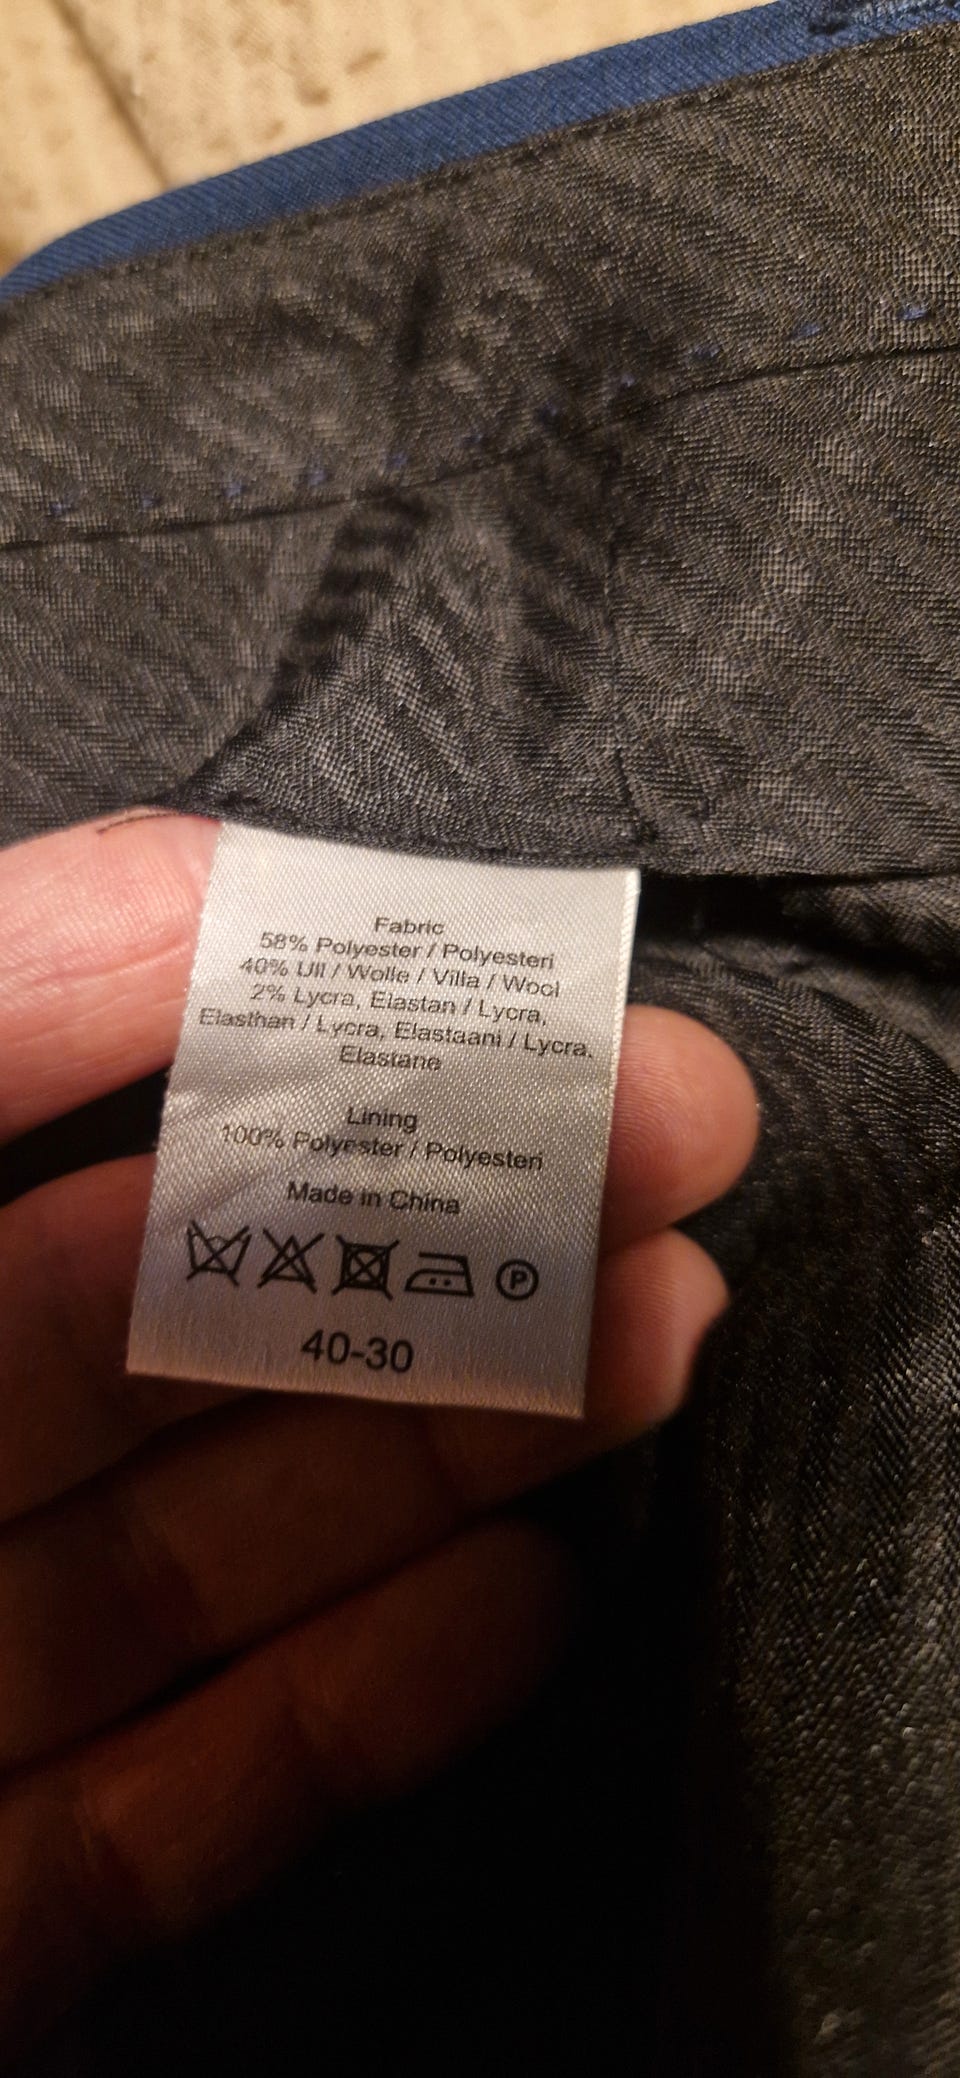 Fabric
58% Polyester / Polyesteri
40% Ull / Wolle / Villa / Wool
2% Lycra, Elastan / Lycra,
Elasthan / Lycra, Elastaani / Lycra,
Elastane
Lining
100% Polyester / Polyesteri
Made in China
P
40-30